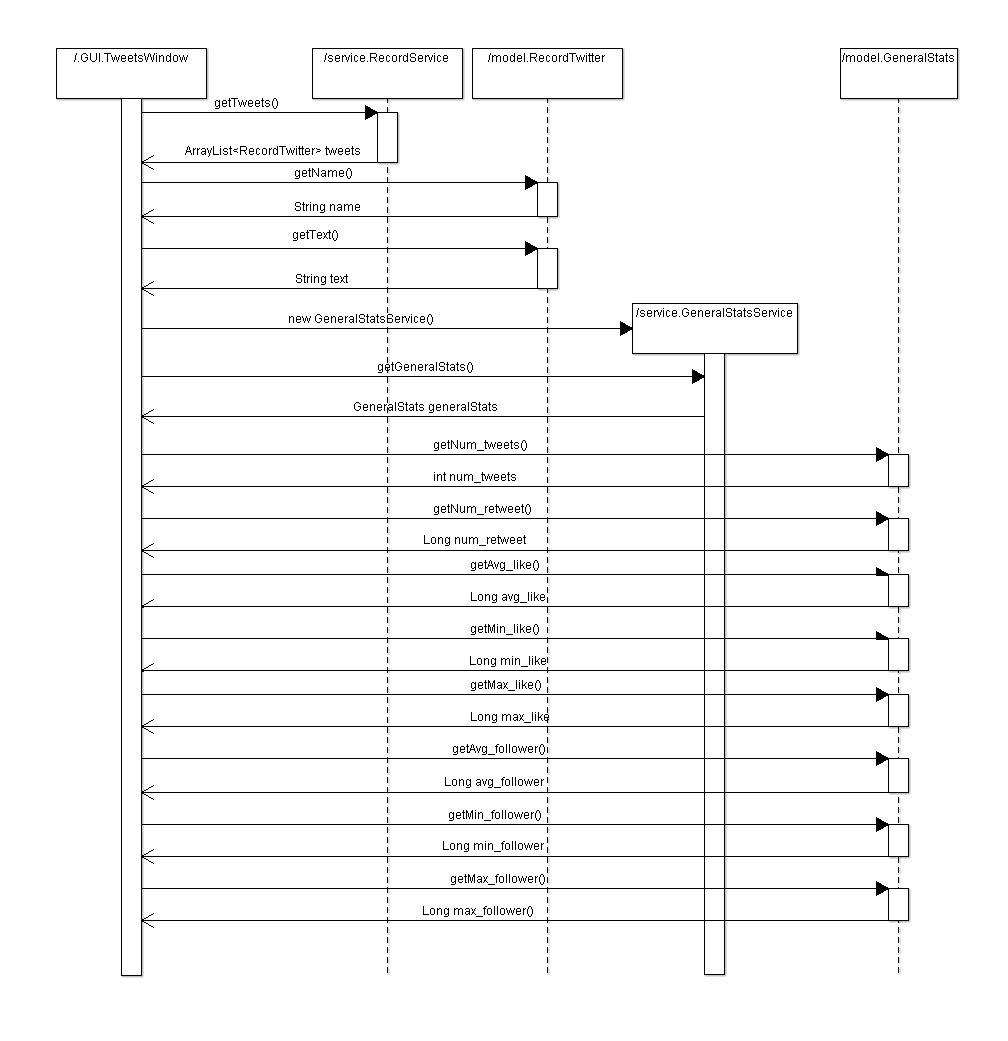 /.GUI.TweetsWindow
/service.RecordService
/model.RecordTwitter
/model.GeneralStats
getTweets()
ArrayList<RecordTwitter> tweets
getName()
String name
getText()
String text
/service.GeneralStatsService
new GeneralStatsService()
getGeneralStats()
GeneralStats generalStats
getNum_tweets()
int num_tweets
getNum_retweet()
Long num_retweet
getAvg_like()
Long avg_like
getMin_like()
Long min_like
getMax_like()
Long max_like
getAvg_follower()
Long avg_follower
getMin_follower()
Long min_follower
getMax_follower()
Long max_follower()